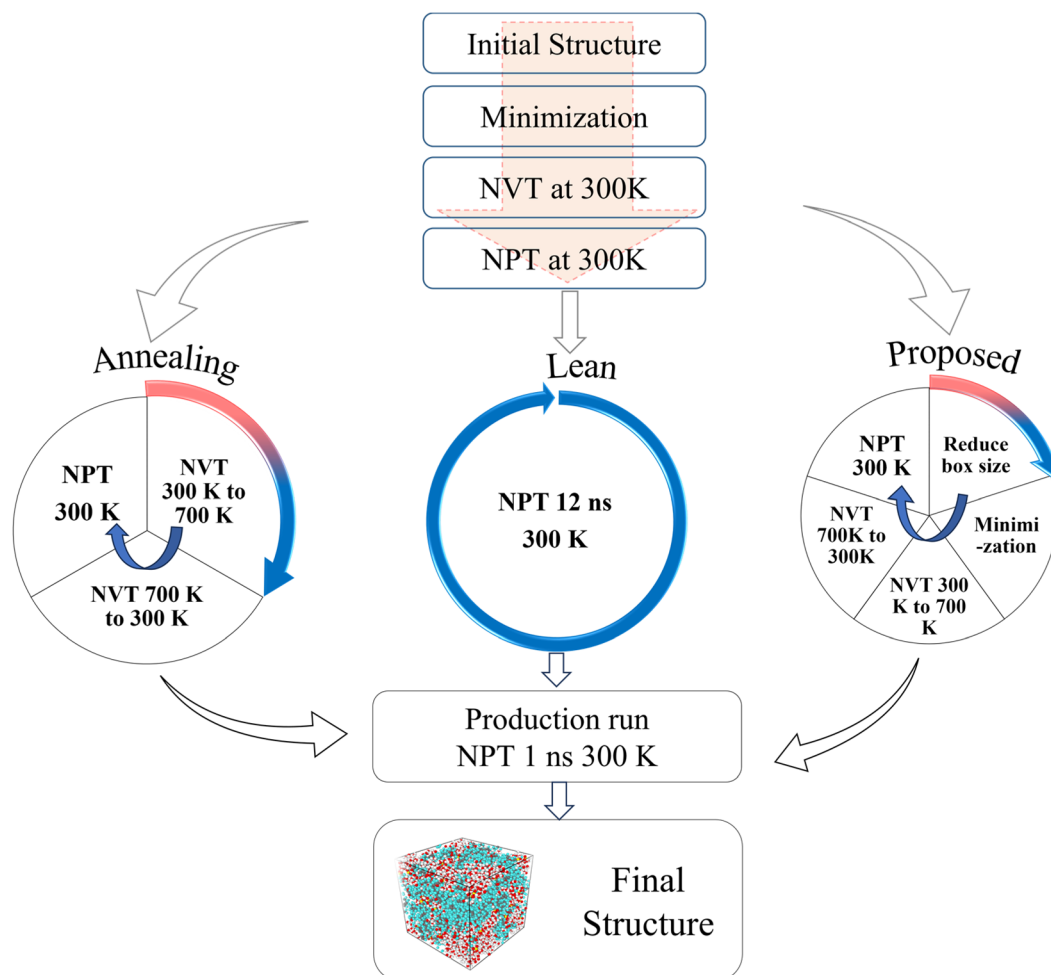 Initial Structure
Minimization
NVT at 300K
NPT at 300K
Annealing
NPT
300 K
NVT
300 K to
700 K
NVT 700 K
to 300 K
Lean
NPT 12 ns
300 K
Proposed
NPT
300 K
Reduce
box size
Minimi
-zation
NVT 300
K to 700
K
NVT
700K to
300K
Production run
NPT 1 ns 300 K
Final
Structure